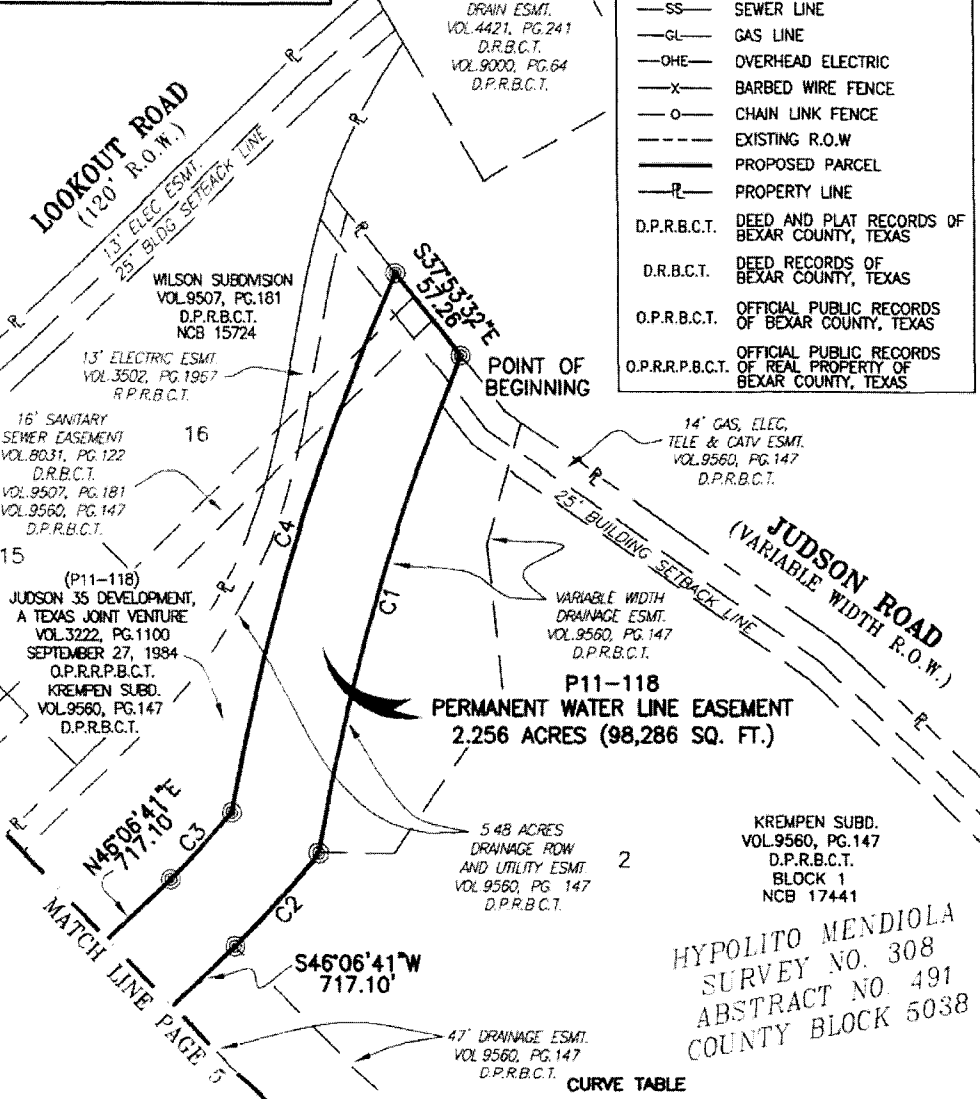 DRAIN ESMT.
VOL.4421, PG.241
D.R.B.C.T.
VOL.9000, PG.64
D.P.R.B.C.T.
SS SEWER LINE
GL GAS LINE
OHE OVERHEAD ELECTRIC
X BARBED WIRE FENCE
O CHAIN LINK FENCE
EXISTING R.O.W
PROPOSED PARCEL
PL PROPERTY LINE
D.P.R.B.C.T. DEED AND PLAT RECORDS OF
BEXAR COUNTY, TEXAS
D.R.B.C.T. DEED RECORDS OF
BEXAR COUNTY, TEXAS
O.P.R.B.C.T. OFFICIAL PUBLIC RECORDS
OF BEXAR COUNTY, TEXAS
O.P.R.R.P.B.C.T. OFFICIAL PUBLIC RECORDS
OF REAL PROPERTY OF
BEXAR COUNTY, TEXAS
LOOKOUT ROAD
(120' R.O.W.)
13' ELEC ESMT.
25' BLDG SETBACK LINE
WILSON SUBDIVISION
VOL.9507, PG.181
D.P.R.B.C.T.
NCB 15724
S37°53'32"E
57.26'
POINT OF
BEGINNING
13' ELECTRIC ESMT.
VOL.3502, PG.1957
R.P.R.B.C.T.
16' SANITARY
SEWER EASEMENT
VOL.8031, PG.122
D.R.B.C.T.
VOL.9507, PG.181
VOL.9560, PG.147
D.P.R.B.C.T.
16
15
14' GAS, ELEC,
TELE & CATV ESMT.
VOL.9560, PG.147
D.P.R.B.C.T.
25' BUILDING SETBACK LINE
JUDSON ROAD
(VARIABLE WIDTH R.O.W.)
C4
C1
(P11-118)
JUDSON 35 DEVELOPMENT,
A TEXAS JOINT VENTURE
VOL.3222, PG.1100
SEPTEMBER 27, 1984
O.P.R.R.P.B.C.T.
KREMPEN SUBD.
VOL.9560, PG.147
D.P.R.B.C.T.
VARIABLE WIDTH
DRAINAGE ESMT.
VOL.9560, PG.147
D.P.R.B.C.T.
P11-118
PERMANENT WATER LINE EASEMENT
2.256 ACRES (98,286 SQ. FT.)
N46°06'41"E
717.10'
C3
C2
5.48 ACRES
DRAINAGE ROW
AND UTILITY ESMT.
VOL 9560, PG 147
D.P.R.B.C.T.
2
KREMPEN SUBD.
VOL.9560, PG.147
D.P.R.B.C.T.
BLOCK 1
NCB 17441
MATCH LINE PAGE 5
S46°06'41"W
717.10'
HYPOLITO MENDIOLA
SURVEY NO. 308
ABSTRACT NO. 491
COUNTY BLOCK 5038
47' DRAINAGE ESMT.
VOL 9560, PG.147
D.P.R.B.C.T.
CURVE TABLE
PL
PL
PL
PL
PL
PL
PL
PL